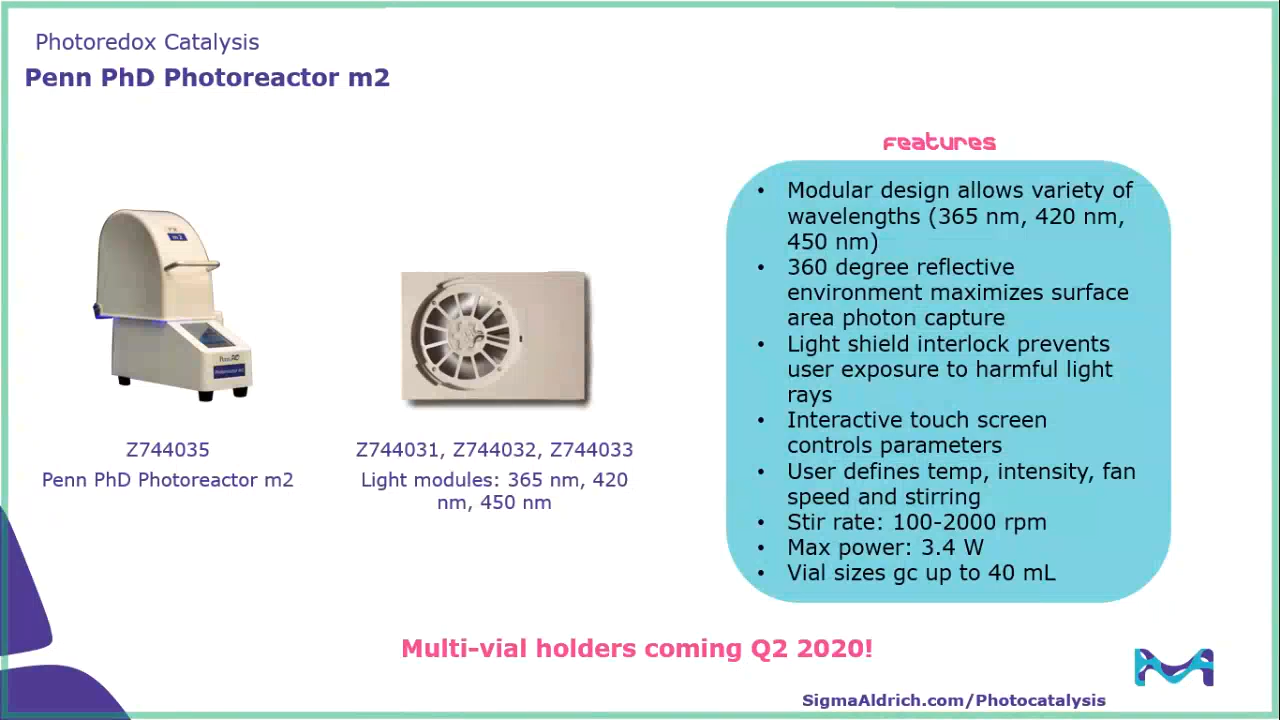 Photoredox Catalysis
Penn PhD Photoreactor m2
Features
• Modular design allows variety of
wavelengths (365 nm, 420 nm,
450 nm)
• 360 degree reflective
environment maximizes surface
area photon capture
• Light shield interlock prevents
user exposure to harmful light
rays
• Interactive touch screen
controls parameters
• User defines temp, intensity, fan
speed and stirring
• Stir rate: 100-2000 rpm
• Max power: 3.4 W
• Vial sizes gc up to 40 mL
m2
Z744035
Penn PhD Photoreactor m2
Z744031, Z744032, Z744033
Light modules: 365 nm, 420
nm, 450 nm
Multi-vial holders coming Q2 2020!
SigmaAldrich.com/Photocatalysis